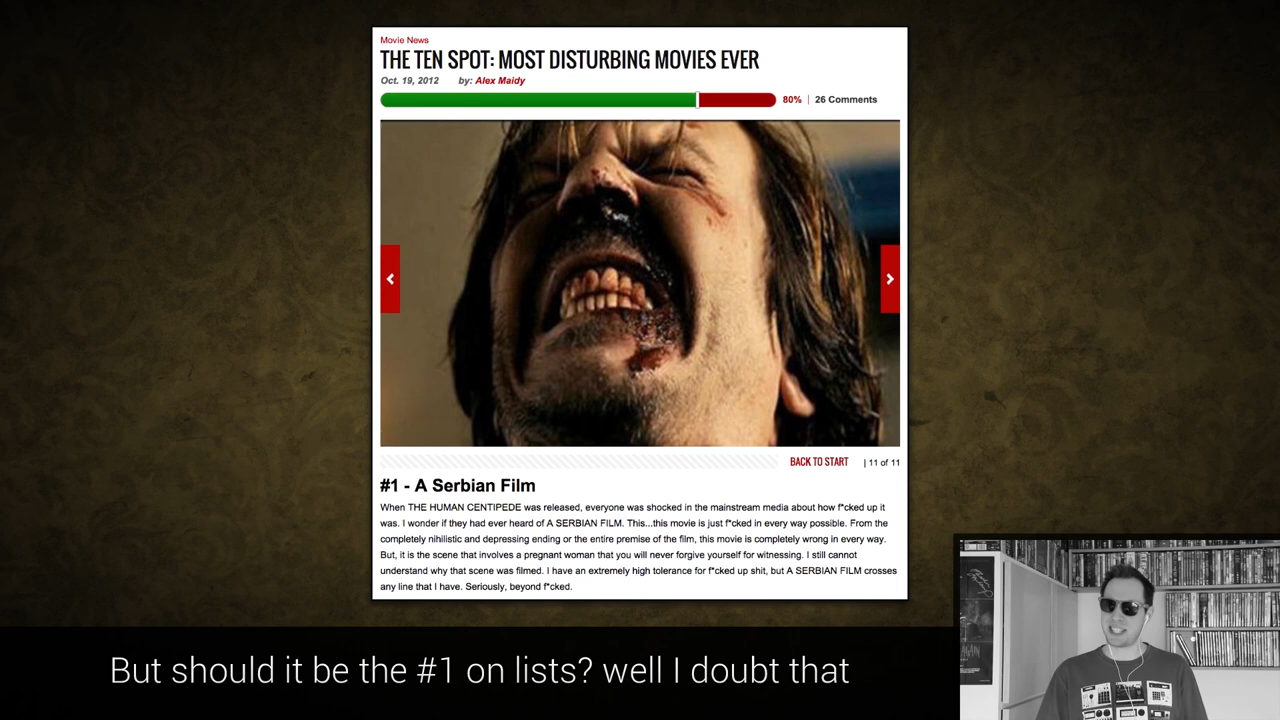 Movie News
THE TEN SPOT: MOST DISTURBING MOVIES EVER
Oct. 19, 2012 by: Alex Maidy
80% | 26 Comments
BACK TO START | 11 of 11
#1 - A Serbian Film
When THE HUMAN CENTIPEDE was released, everyone was shocked in the mainstream media about how f*cked up it
was. I wonder if they had ever heard of A SERBIAN FILM. This...this movie is just f*cked in every way possible. From the
completely nihilistic and depressing ending or the entire premise of the film, this movie is completely wrong in every way.
But, it is the scene that involves a pregnant woman that you will never forgive yourself for witnessing. I still cannot
understand why that scene was filmed. I have an extremely high tolerance for f*cked up shit, but A SERBIAN FILM crosses
any line that I have. Seriously, beyond f*cked.
But should it be the #1 on lists? well I doubt that